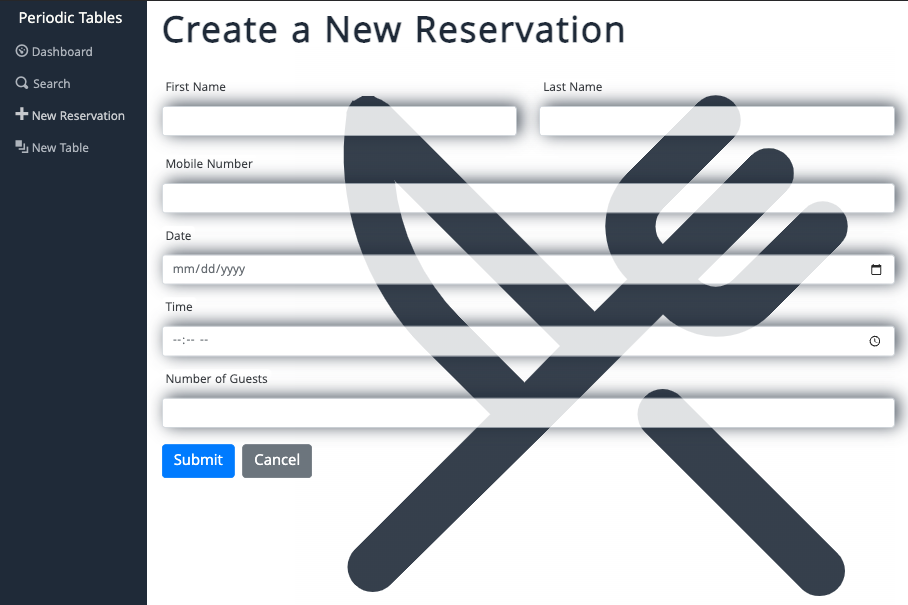 Periodic Tables
Dashboard
Search
New Reservation
New Table
Create a New Reservation
First Name
Last Name
Mobile Number
Date
mm/dd/yyyy
Time
--:-- --
Number of Guests
Submit
Cancel